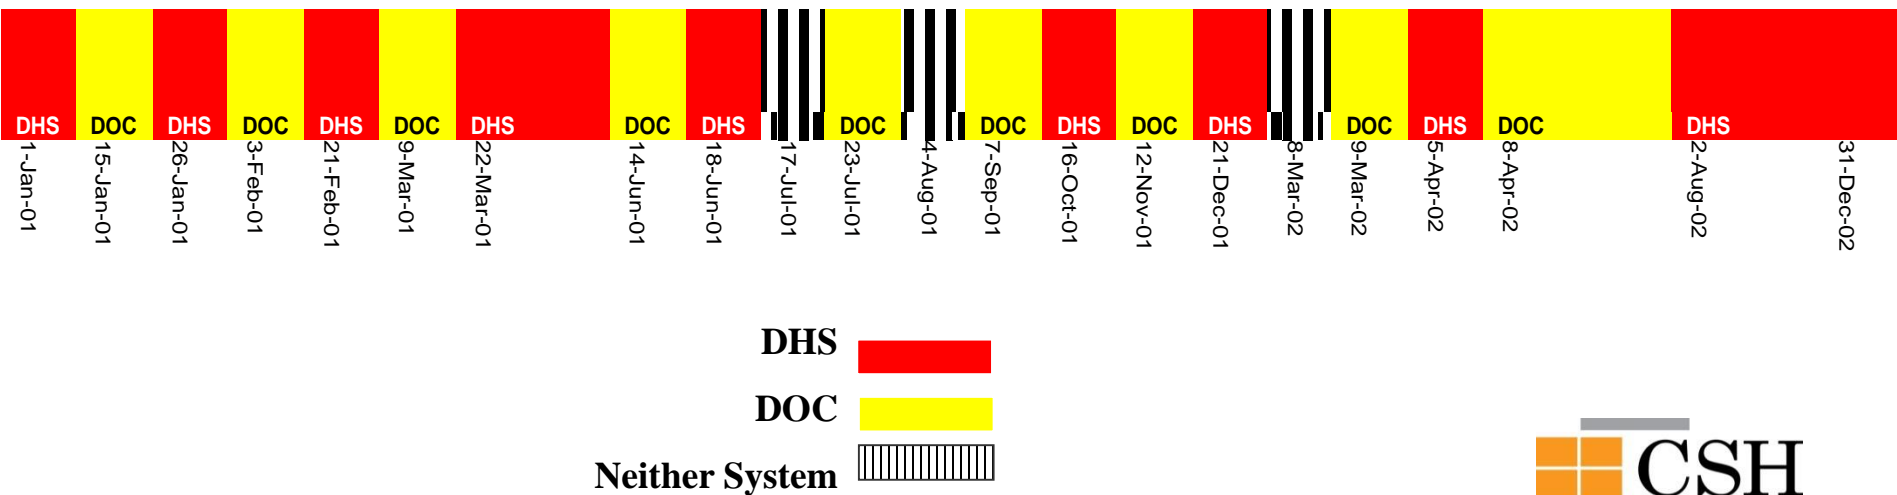 DHS DOC DHS DOC DHS DOC DHS DOC DHS DOC DOC DHS DOC DHS DOC DHS DOC DHS
1-Jan-01
15-Jan-01
26-Jan-01
3-Feb-01
21-Feb-01
9-Mar-01
22-Mar-01
14-Jun-01
18-Jun-01
17-Jul-01
23-Jul-01
4-Aug-01
7-Sep-01
16-Oct-01
12-Nov-01
21-Dec-01
8-Mar-02
9-Mar-02
5-Apr-02
8-Apr-02
2-Aug-02
31-Dec-02
DHS
DOC
Neither System
CSH